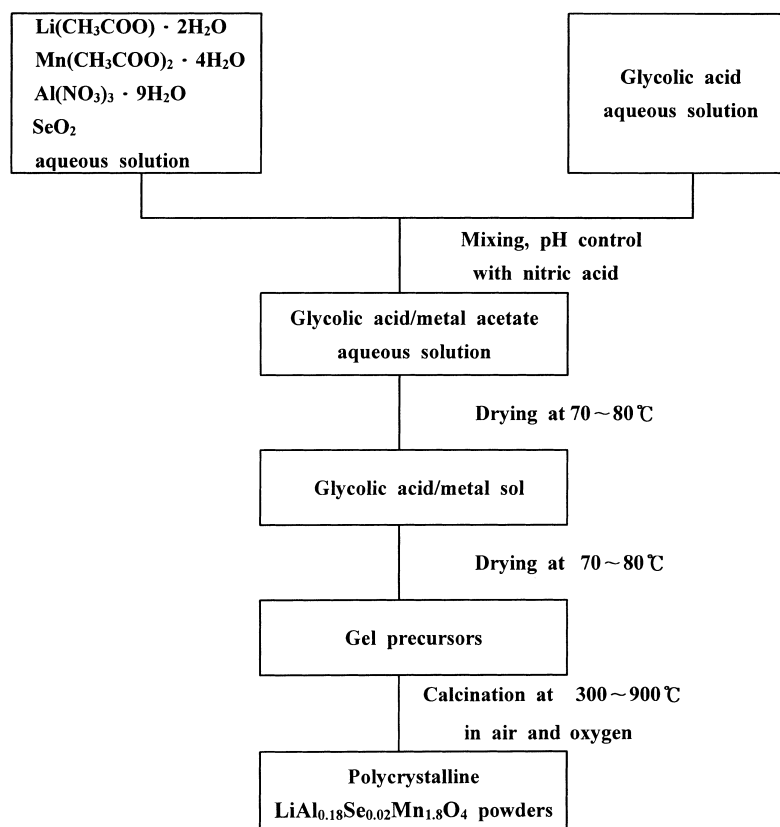 Li(CH₃COO)・2H₂O
Mn(CH₃COO)₂・4H₂O
Al(NO₃)₃・9H₂O
SeO₂
aqueous solution
Glycolic acid
aqueous solution
Mixing, pH control
with nitric acid
Glycolic acid/metal acetate
aqueous solution
Drying at 70～80℃
Glycolic acid/metal sol
Drying at 70～80℃
Gel precursors
Calcination at 300～900℃
in air and oxygen
Polycrystalline
LiAl₀.₁₈Se₀.₀₂Mn₁.₈O₄ powders